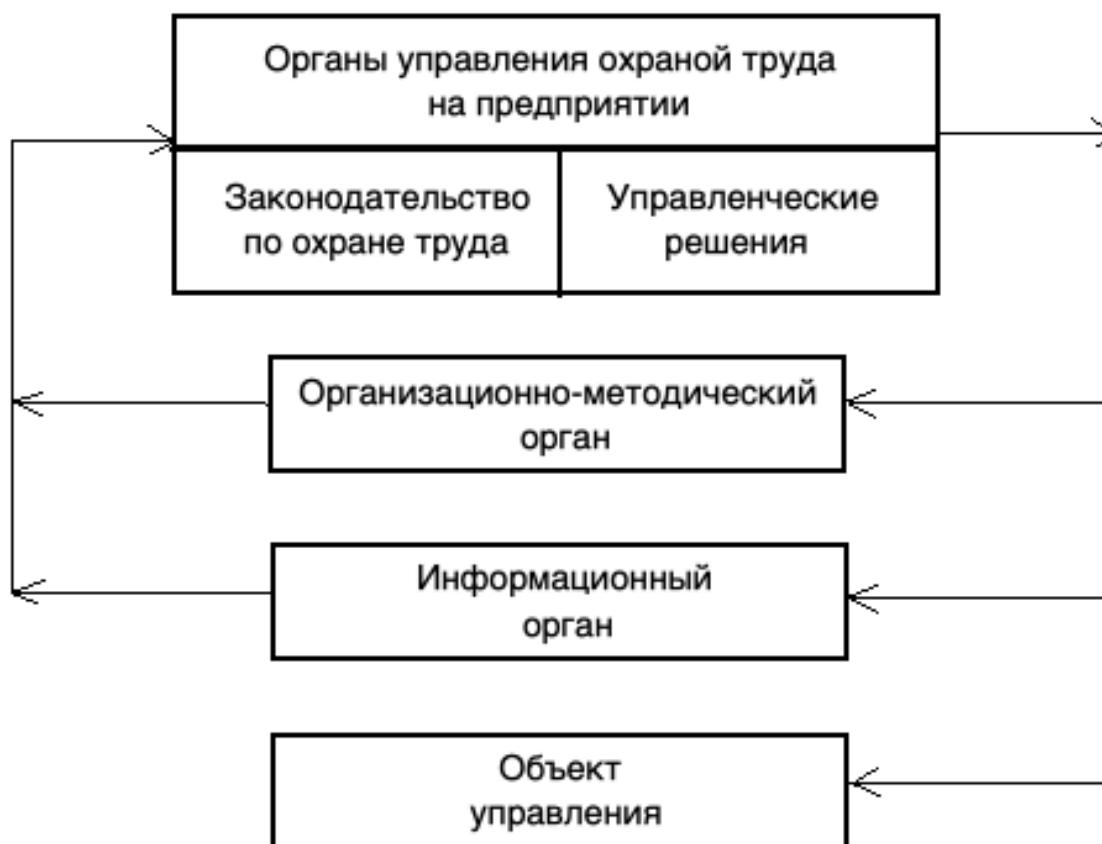 Органы управления охраной труда
на предприятии
Законодательство
по охране труда
Управленческие
решения
Организационно-методический
орган
Информационный
орган
Объект
управления